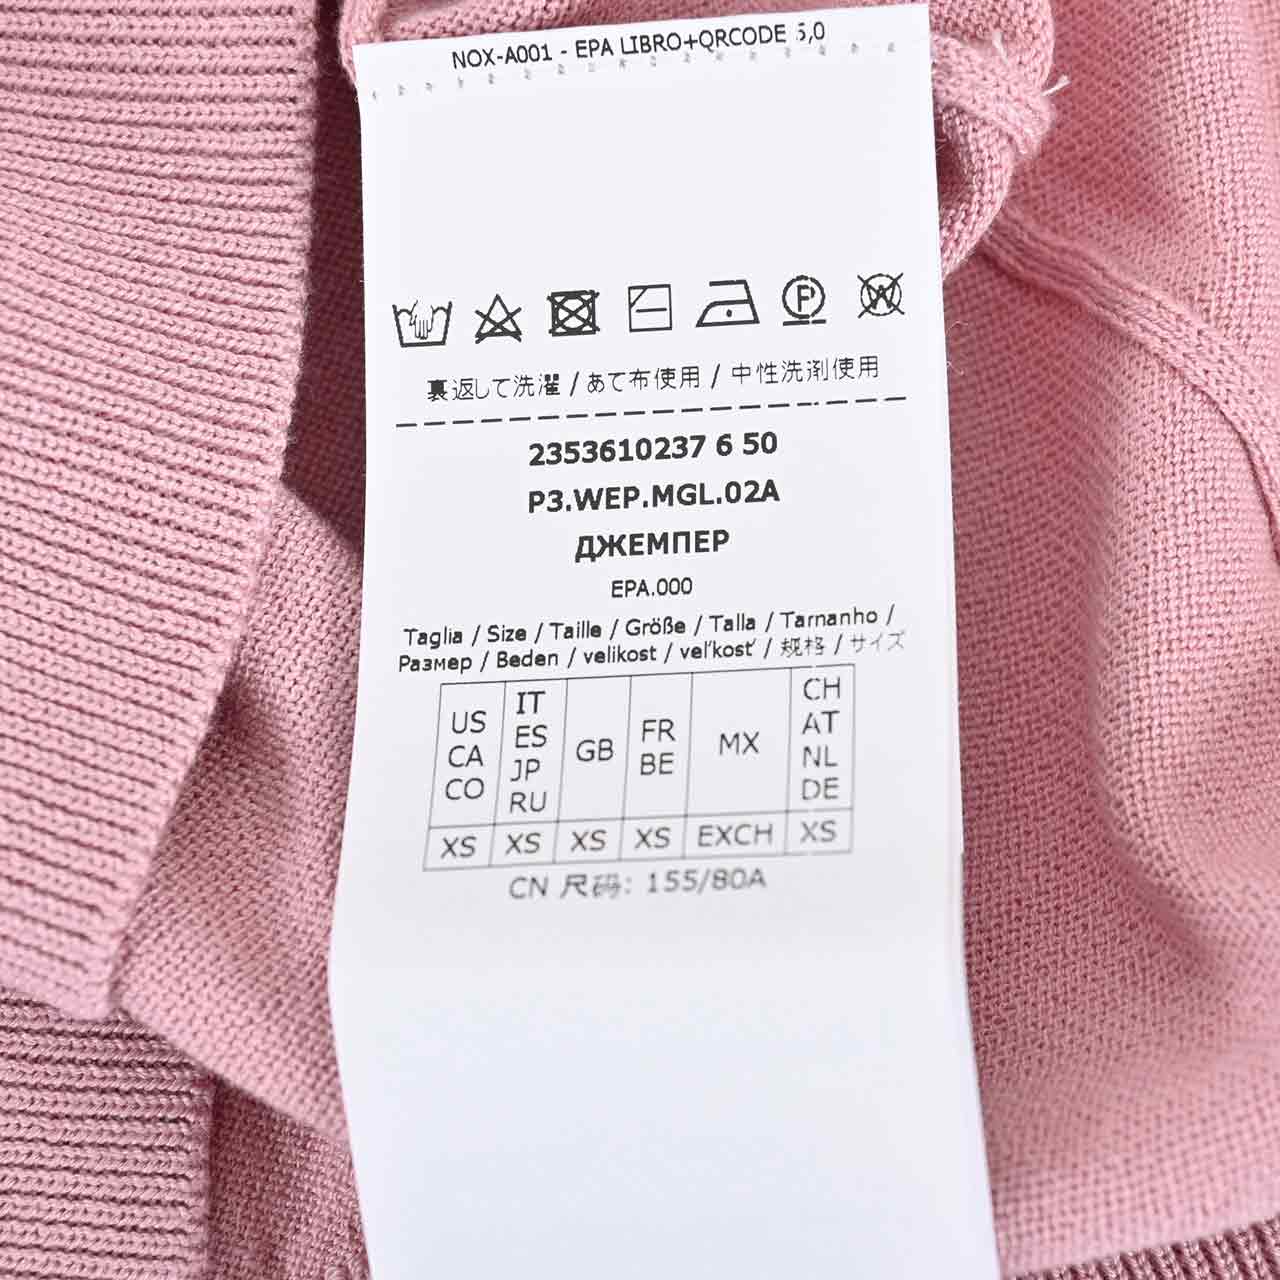 NOX-A001 - EPA LIBRO+QRCODE 5,0
P
W
裏返して洗濯 / あて布使用 / 中性洗剤使用
2353610237 6 50
P3.WEP.MGL.02A
ДЖЕМПЕР
EPA.000
Taglia / Size / Taille / Größe / Talla / Tamanho /
Размер / Beden / velikost / veľkosť / 规格 / サイズ
US CA CO
IT ES JP RU
GB
FR BE
MX
CH AT NL DE
XS XS XS XS EXCH XS
CN 尺码: 155/80A